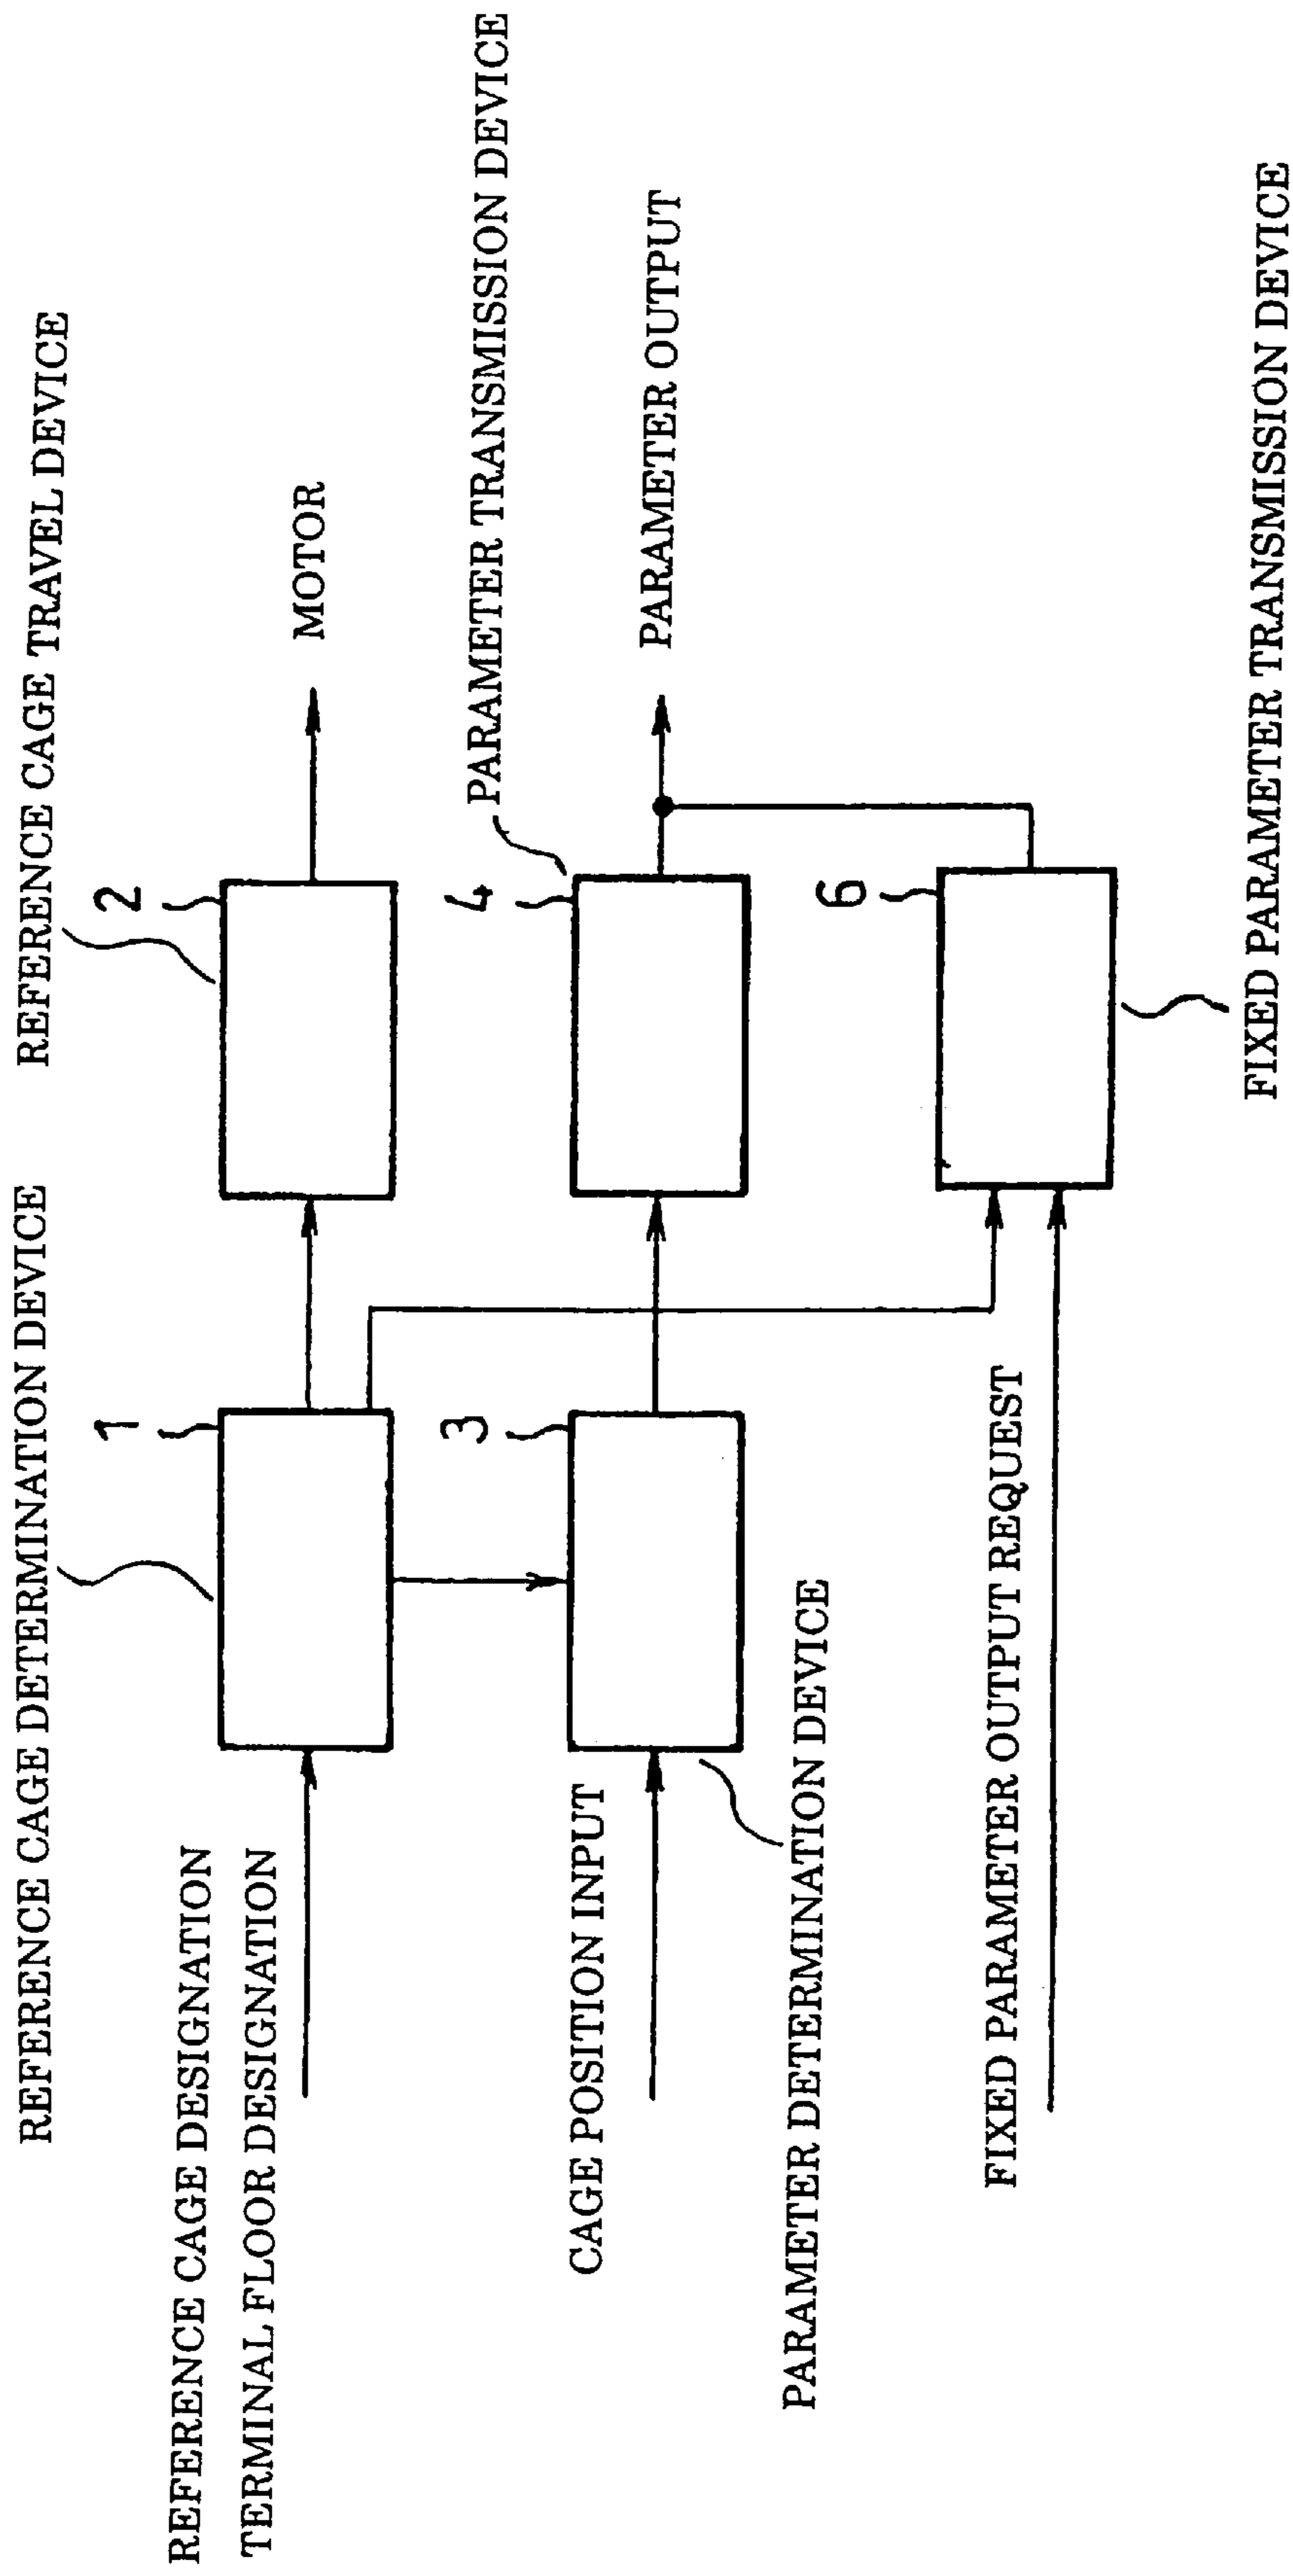 REFERENCE CAGE DETERMINATION DEVICE
REFERENCE CAGE TRAVEL DEVICE
REFERENCE CAGE DESIGNATION
TERMINAL FLOOR DESIGNATION
1
2
MOTOR
PARAMETER TRANSMISSION DEVICE
CAGE POSITION INPUT
3
4
PARAMETER OUTPUT
PARAMETER DETERMINATION DEVICE
6
FIXED PARAMETER OUTPUT REQUEST
FIXED PARAMETER TRANSMISSION DEVICE